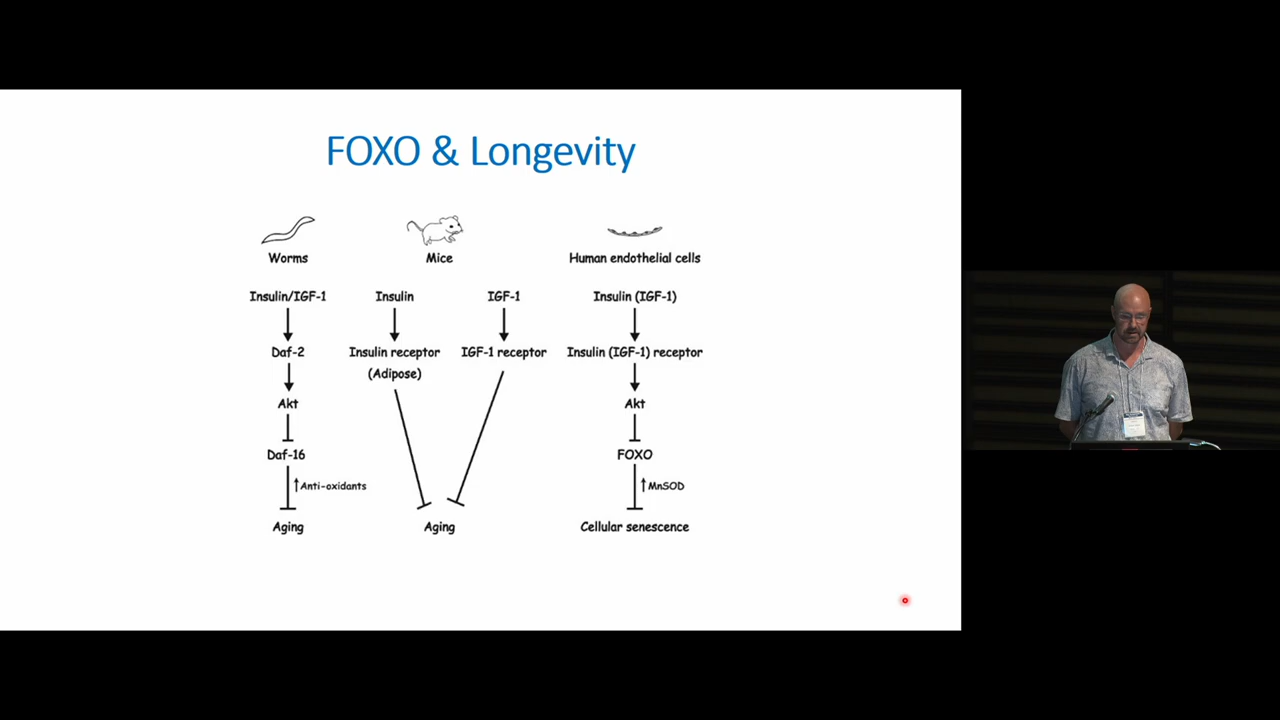 FOXO & Longevity
Worms
Mice
Human endothelial cells
Insulin/IGF-1
Insulin
IGF-1
Insulin (IGF-1)
Daf-2
Insulin receptor
(Adipose)
IGF-1 receptor
Insulin (IGF-1) receptor
Akt
Akt
Daf-16
FOXO
Anti-oxidants
MnSOD
Aging
Aging
Cellular senescence